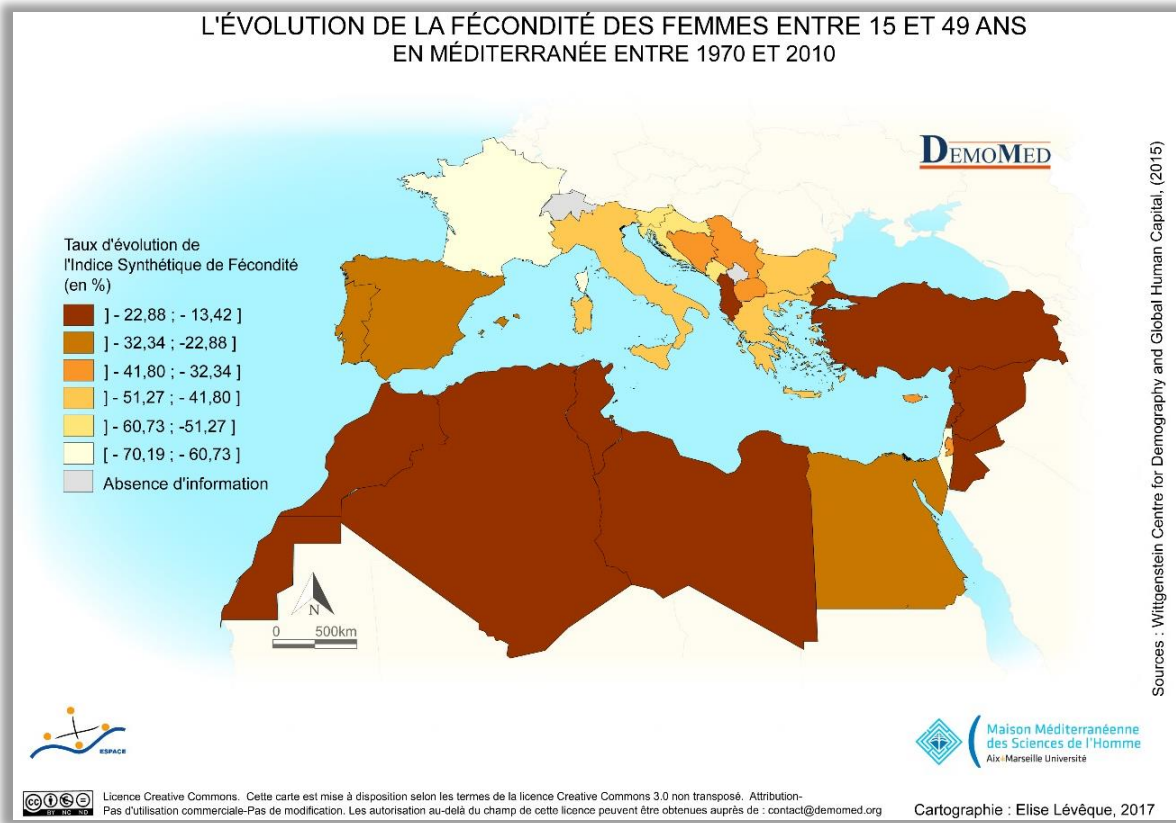 L'ÉVOLUTION DE LA FÉCONDITÉ DES FEMMES ENTRE 15 ET 49 ANS
EN MÉDITERRANÉE ENTRE 1970 ET 2010
DEMOMED
Sources : Wittgenstein Centre for Demography and Global Human Capital, (2015)
Taux d'évolution de
l'Indice Synthétique de Fécondité
(en %)
] - 22,88 ; - 13,42 ]
] - 32,34 ; -22,88 ]
] - 41,80 ; - 32,34 ]
] - 51,27 ; - 41,80 ]
] - 60,73 ; -51,27 ]
[ - 70,19 ; - 60,73 ]
Absence d'information
N
0 500km
ESPACE
Maison Méditerranéenne
des Sciences de l'Homme
Aix+Marseille Université
cc BY NC ND
Licence Creative Commons. Cette carte est mise à disposition selon les termes de la licence Creative Commons 3.0 non transposé. Attribution-
Pas d'utilisation commerciale-Pas de modification. Les autorisation au-delà du champ de cette licence peuvent être obtenues auprès de : contact@demomed.org
Cartographie : Elise Lévêque, 2017